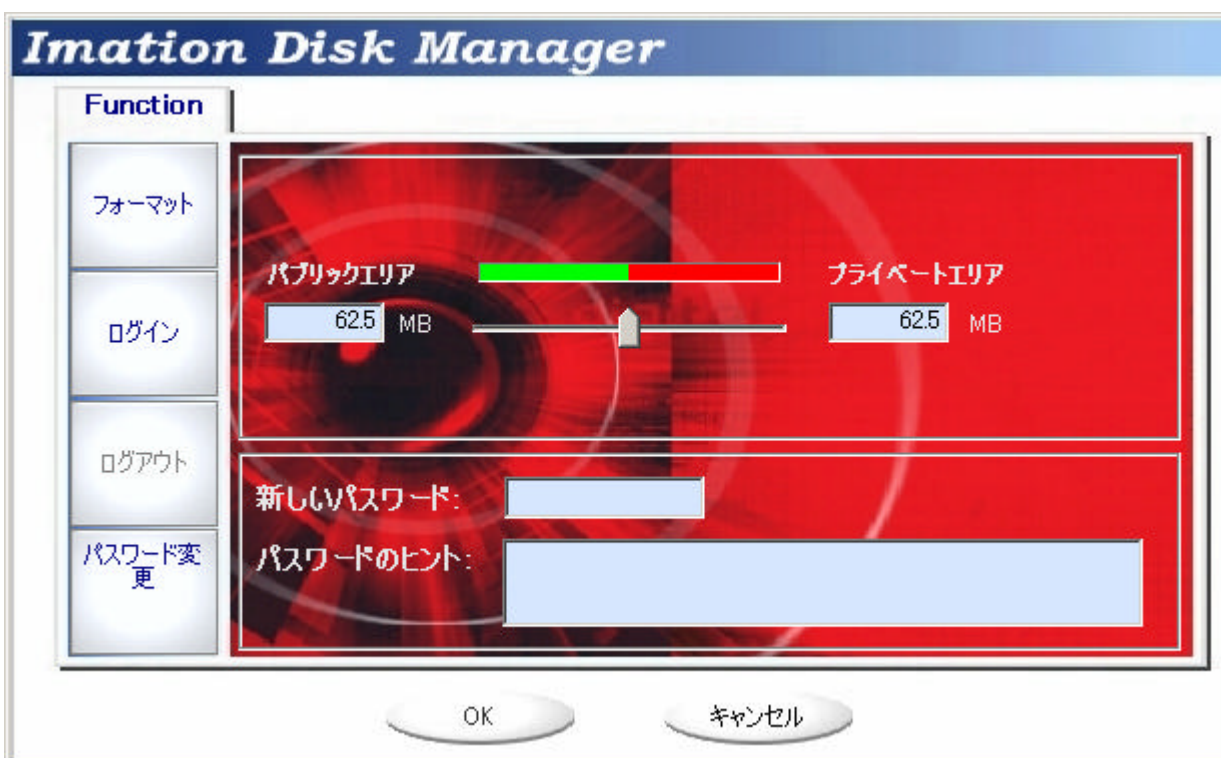 Imation Disk Manager
Function
フォーマット
ログイン
ログアウト
パスワード変
更
パブリックエリア
プライベートエリア
62.5 MB
62.5 MB
新しいパスワード:
パスワードのヒント:
OK
キャンセル